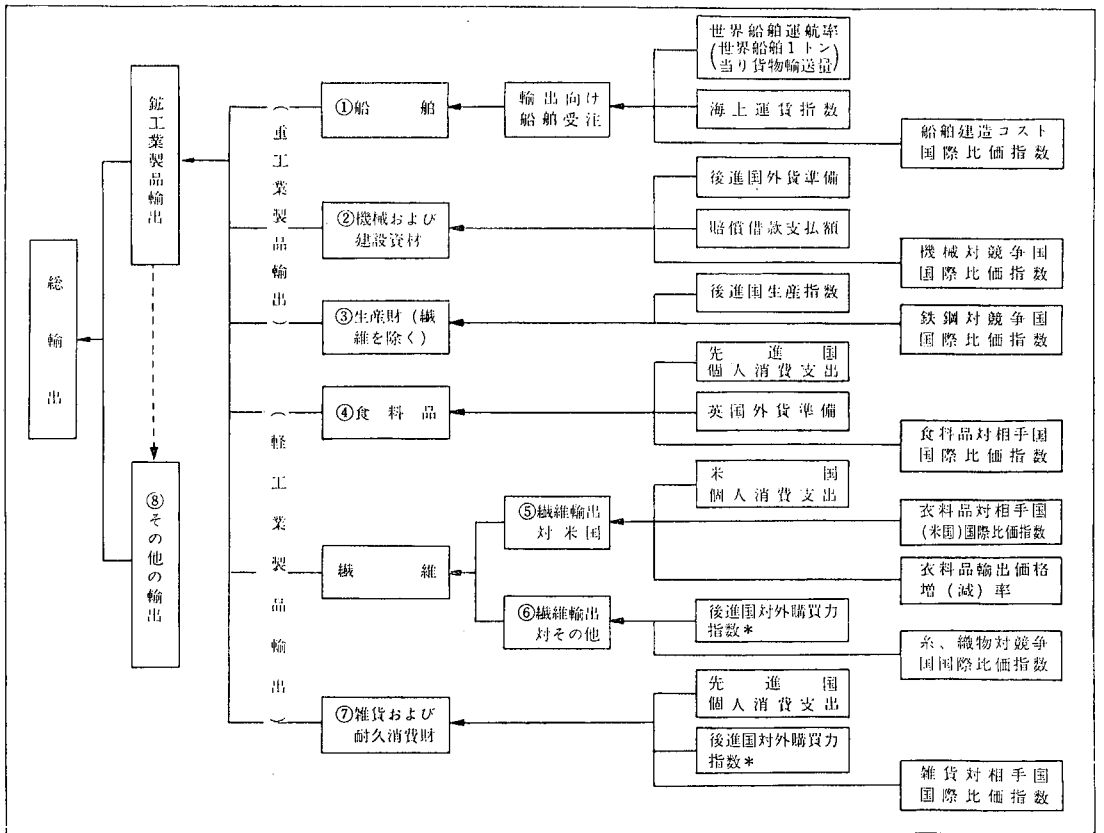 総輸出
鉱工業製品輸出
⑧その他の輸出
(重工業製品輸出)
(軽工業製品輸出)
①船舶
輸出向け
船舶受注
世界船舶運航率
(世界船舶1トン
当り貨物輸送量)
海上運賃指数
船舶建造コスト
国際比価指数
②機械および
建設資材
後進国外貨準備
賠償借款支払額
機械対競争国
国際比価指数
③生産財(繊
維を除く)
後進国生産指数
鉄鋼対競争国
国際比価指数
④食料品
先進国
個人消費支出
英国外貨準備
食料品対相手国
国際比価指数
繊維
⑤繊維輸出
対米国
米国
個人消費支出
衣料品対相手国
(米国)国際比価指数
衣料品輸出価格
増(減)率
⑥繊維輸出
対その他
後進国対外購買力
指数*
糸、織物対競争
国国際比価指数
⑦雑貨および
耐久消費財
先進国
個人消費支出
後進国対外購買力
指数*
雑貨対相手国
国際比価指数